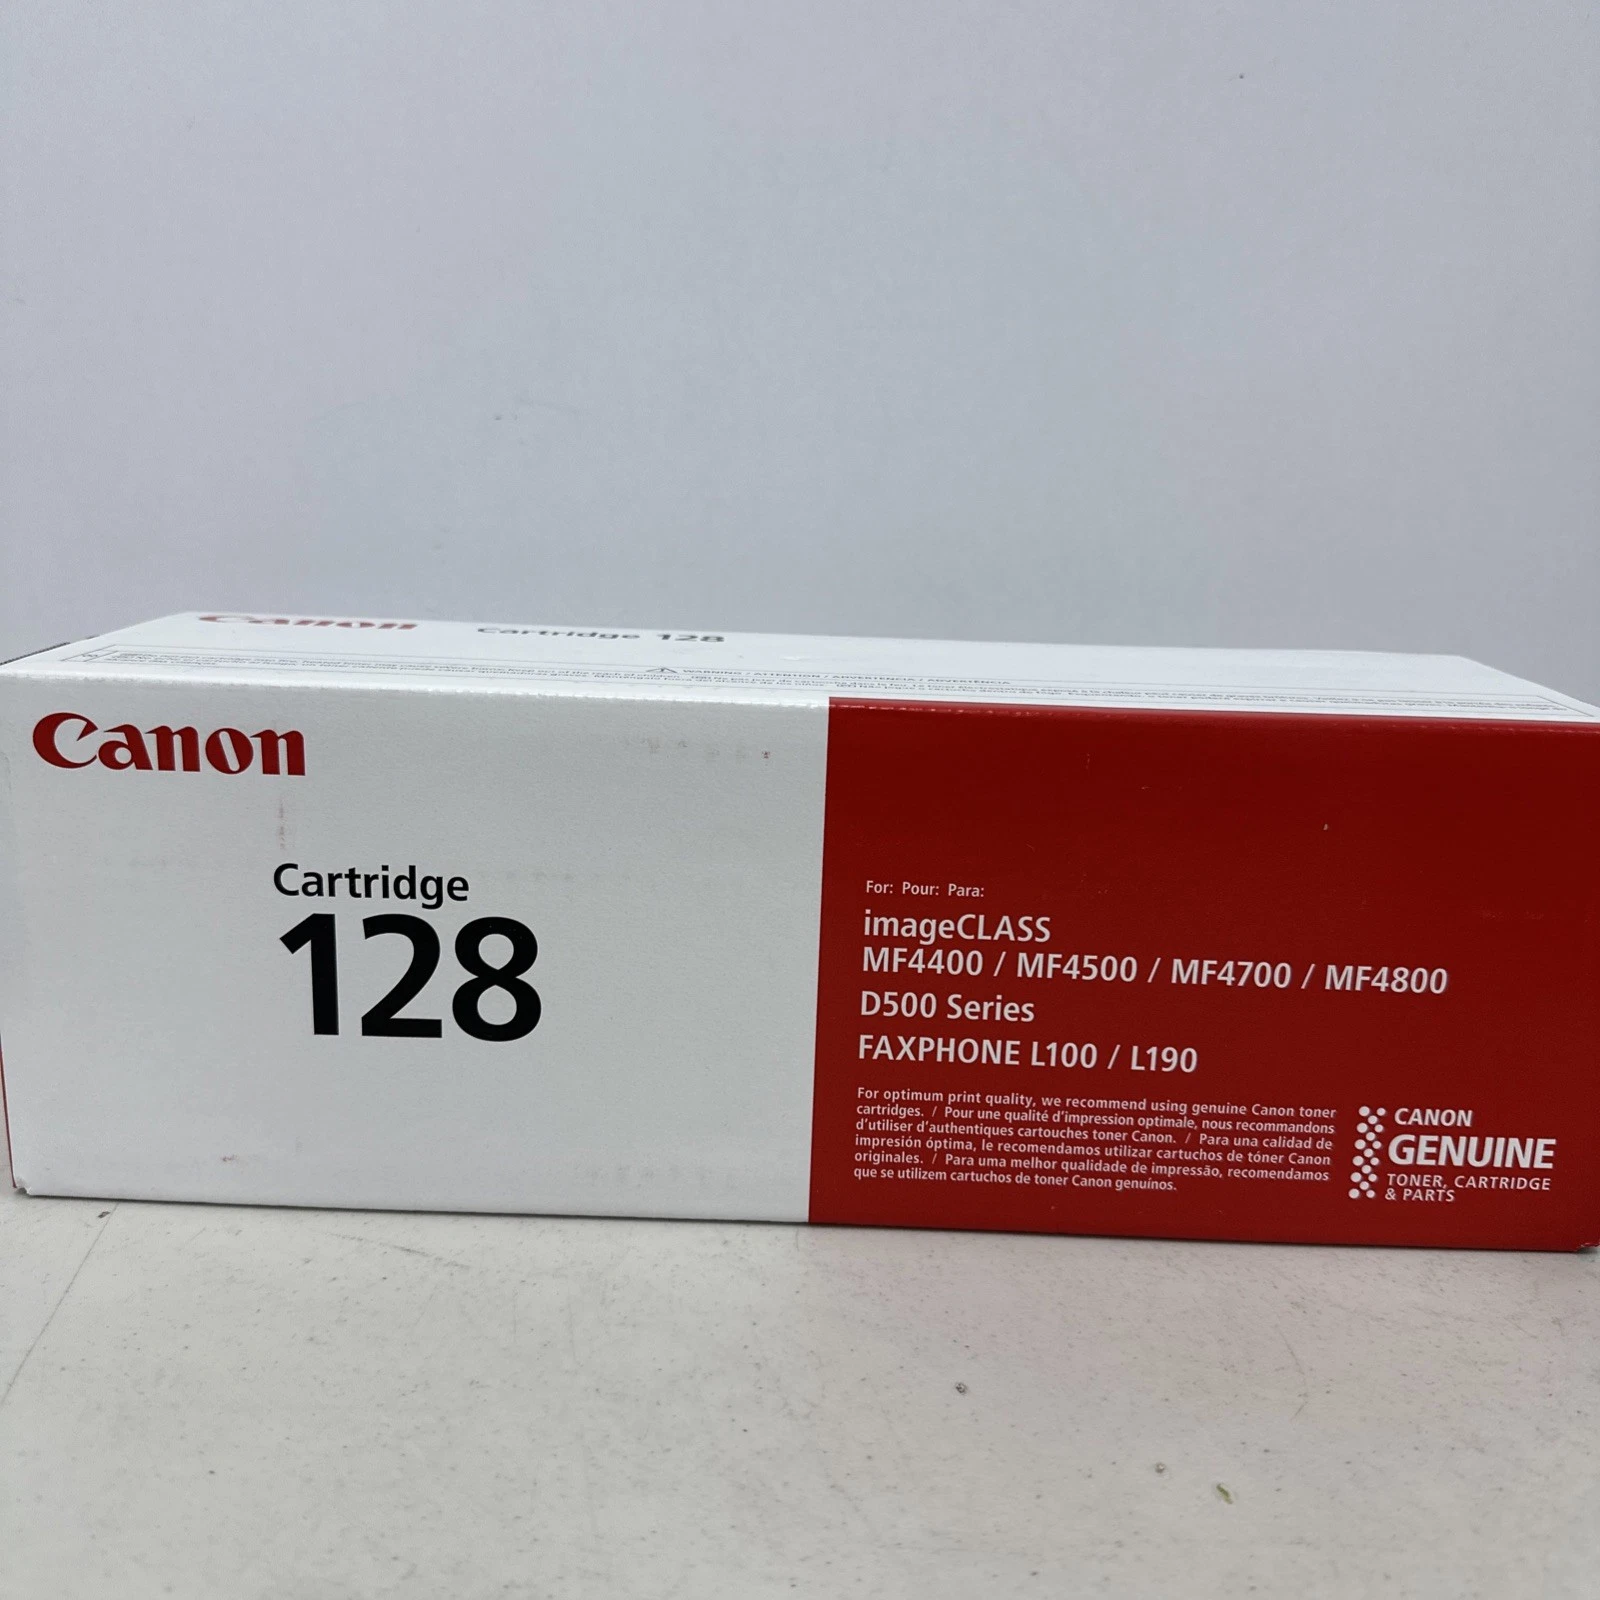 Canon Cartridge 128
WARNING / ATTENTION / ADVERTENCIA / ADVERTÊNCIA
Canon
Cartridge
128
For: Pour: Para:
imageCLASS
MF4400 / MF4500 / MF4700 / MF4800
D500 Series
FAXPHONE L100 / L190
For optimum print quality, we recommend using genuine Canon toner
cartridges. / Pour une qualité d'impression optimale, nous recommandons
d'utiliser d'authentiques cartouches toner Canon. / Para una calidad de
impresión óptima, le recomendamos utilizar cartuchos de tóner Canon
originales. / Para uma melhor qualidade de impressão, recomendamos
que se utilizem cartuchos de toner Canon genuínos.
CANON
GENUINE
TONER, CARTRIDGE
& PARTS